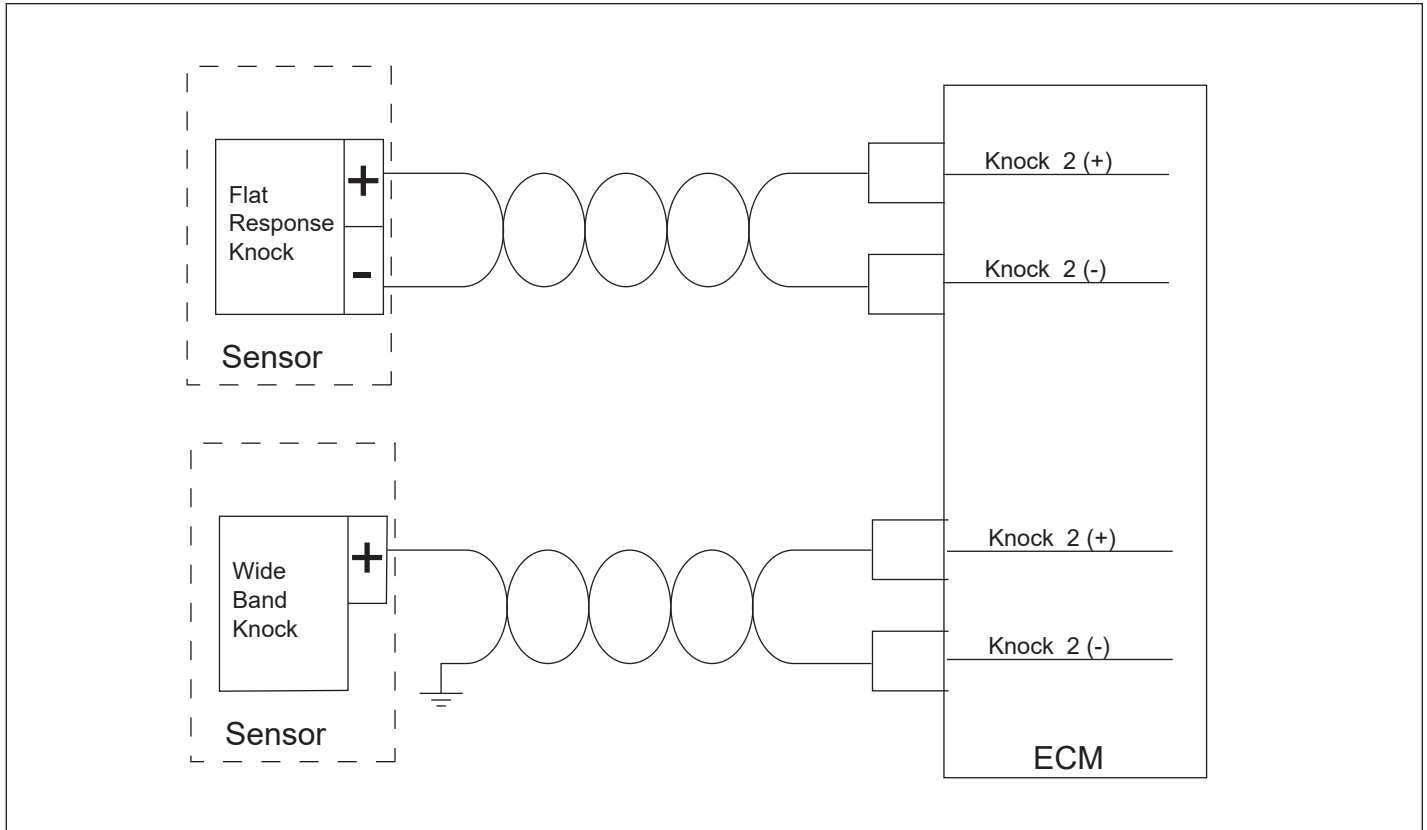 Flat
Response
Knock
+
-
Sensor
Knock 2 (+)
Knock 2 (-)
Wide
Band
Knock
+
Sensor
Knock 2 (+)
Knock 2 (-)
ECM